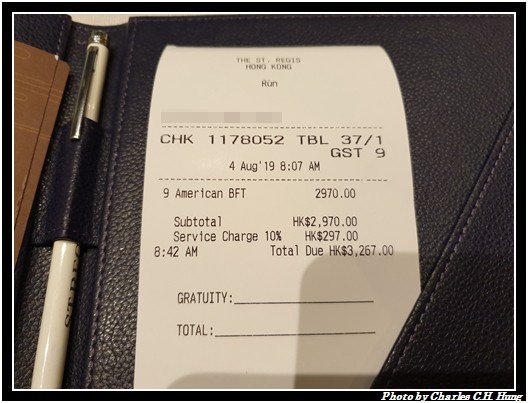 THE ST. REGIS
HONG KONG
Rùn
CHK 1178052 TBL 37/1
GST 9
4 Aug'19 8:07 AM
9 American BFT 2970.00
Subtotal HK$2,970.00
Service Charge 10% HK$297.00
8:42 AM Total Due HK$3,267.00
GRATUITY:
TOTAL:
Photo by Charles C.H. Hung